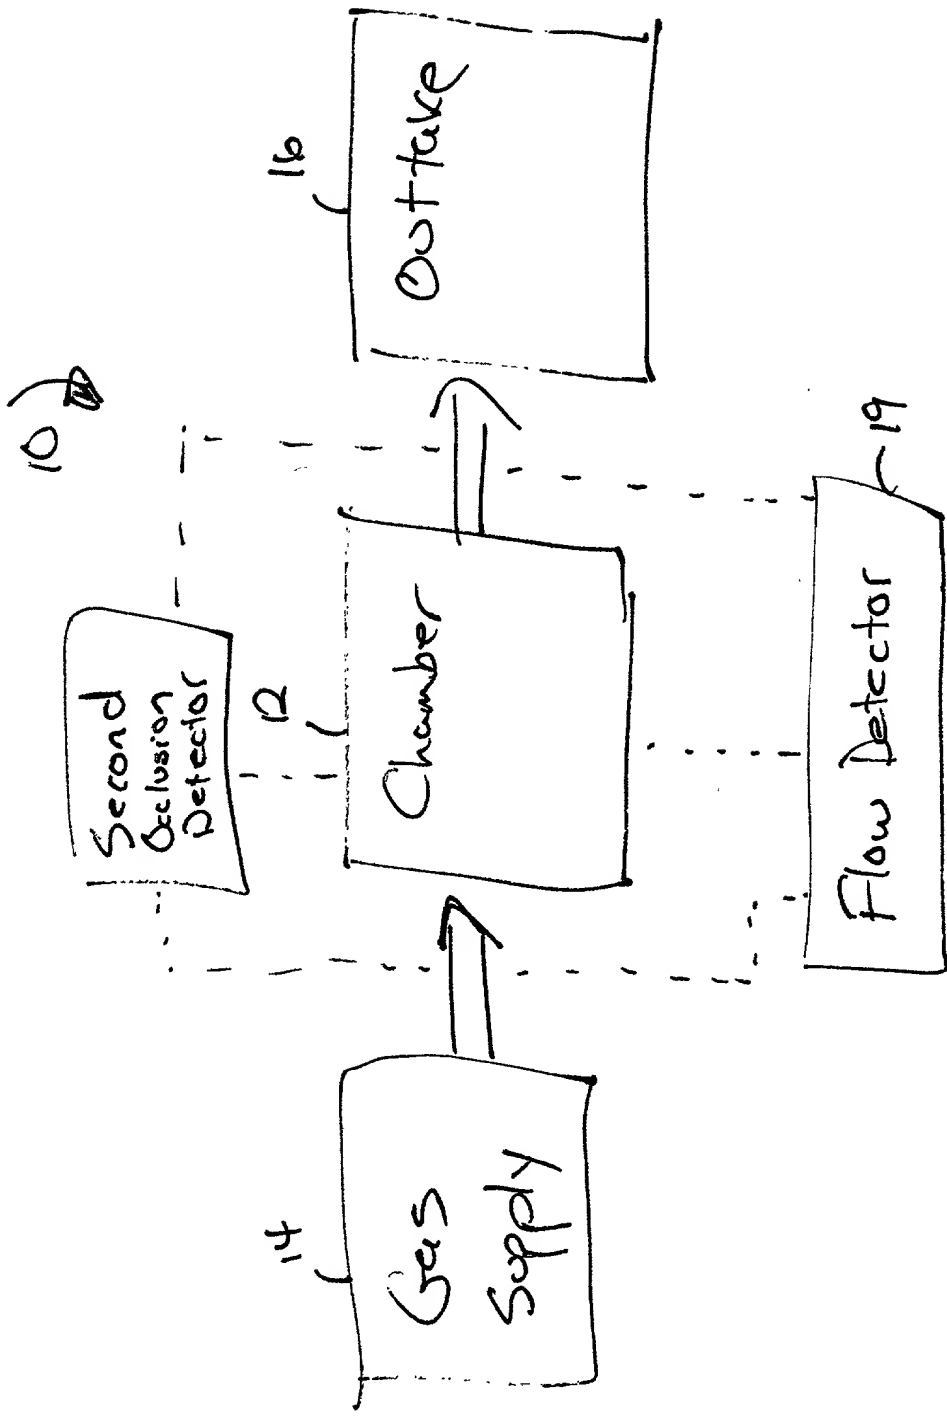 10
Second
Occlusion
Detector
14
Gas
Supply
12
Chamber
16
Outtake
Flow Detector
19